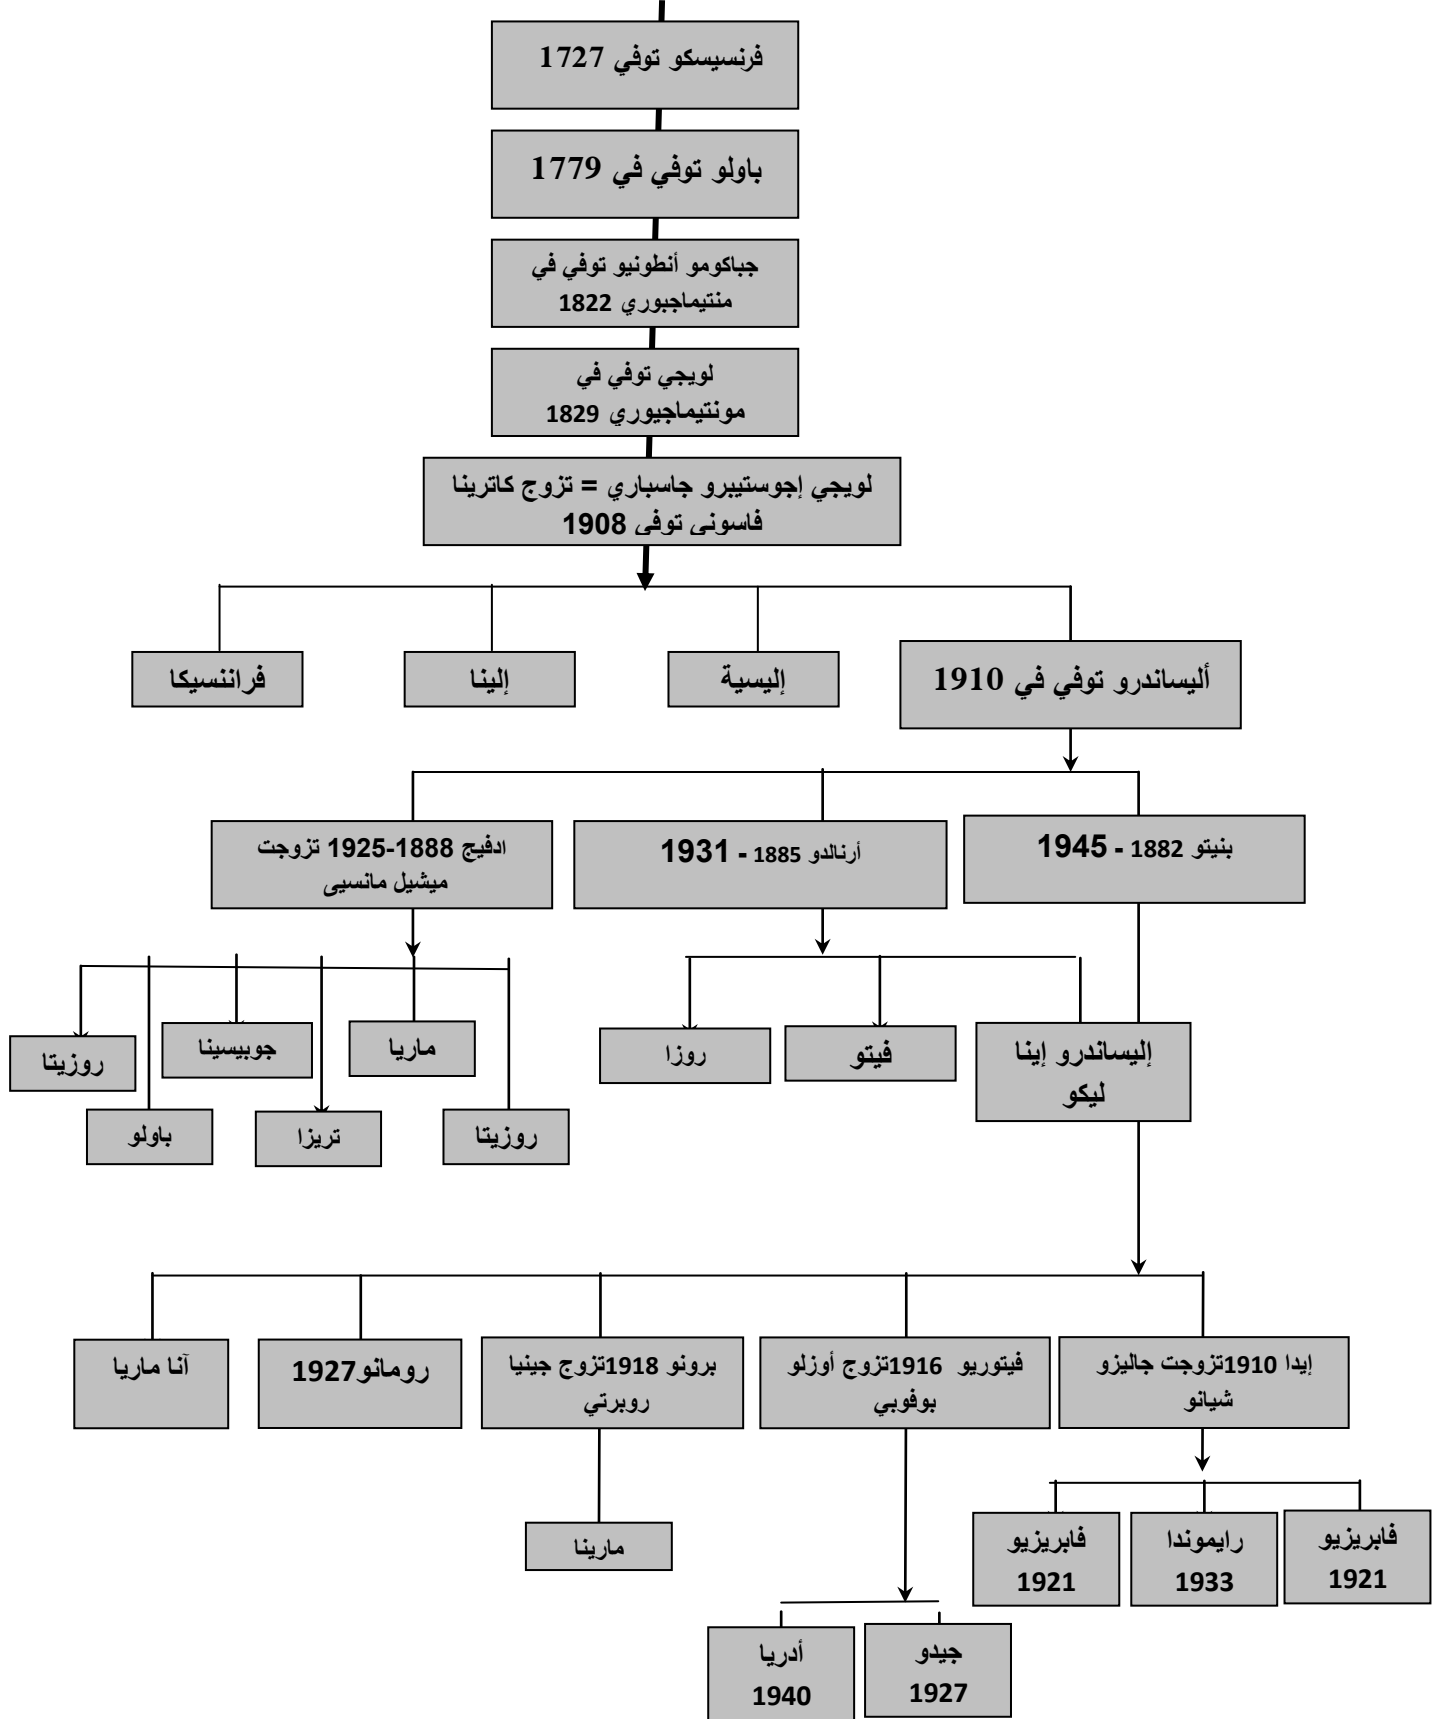 فرنسيسكو توفي 1727
باولو توفي في 1779
جباكومو أنطونيو توفي في
منتيماجبوري 1822
لويجي توفي في
مونتيماجيوري 1829
لويجي إجوستيبرو جاسباري = تزوج كاترينا
فاسوني توفي 1908
أليساندرو توفي في 1910
إليسية
إلينا
فراننسيكا
بنيتو 1882 - 1945
أرنالدو 1885 - 1931
ادفيج 1888-1925 تزوجت
ميشيل مانسيي
إليساندرو إينا
ليكو
فيتو
روزا
ماريا
جوبيسينا
روزيتا
روزيتا
تريزا
باولو
إيدا 1910تزوجت جاليزو
شيانو
فيتوريو 1916تزوج أوزلو
بوفوبي
برونو 1918تزوج جينيا
روبرتي
رومانو1927
آنا ماريا
فابريزيو
1921
رايموندا
1933
فابريزيو
1921
مارينا
جيدو
1927
أدريا
1940